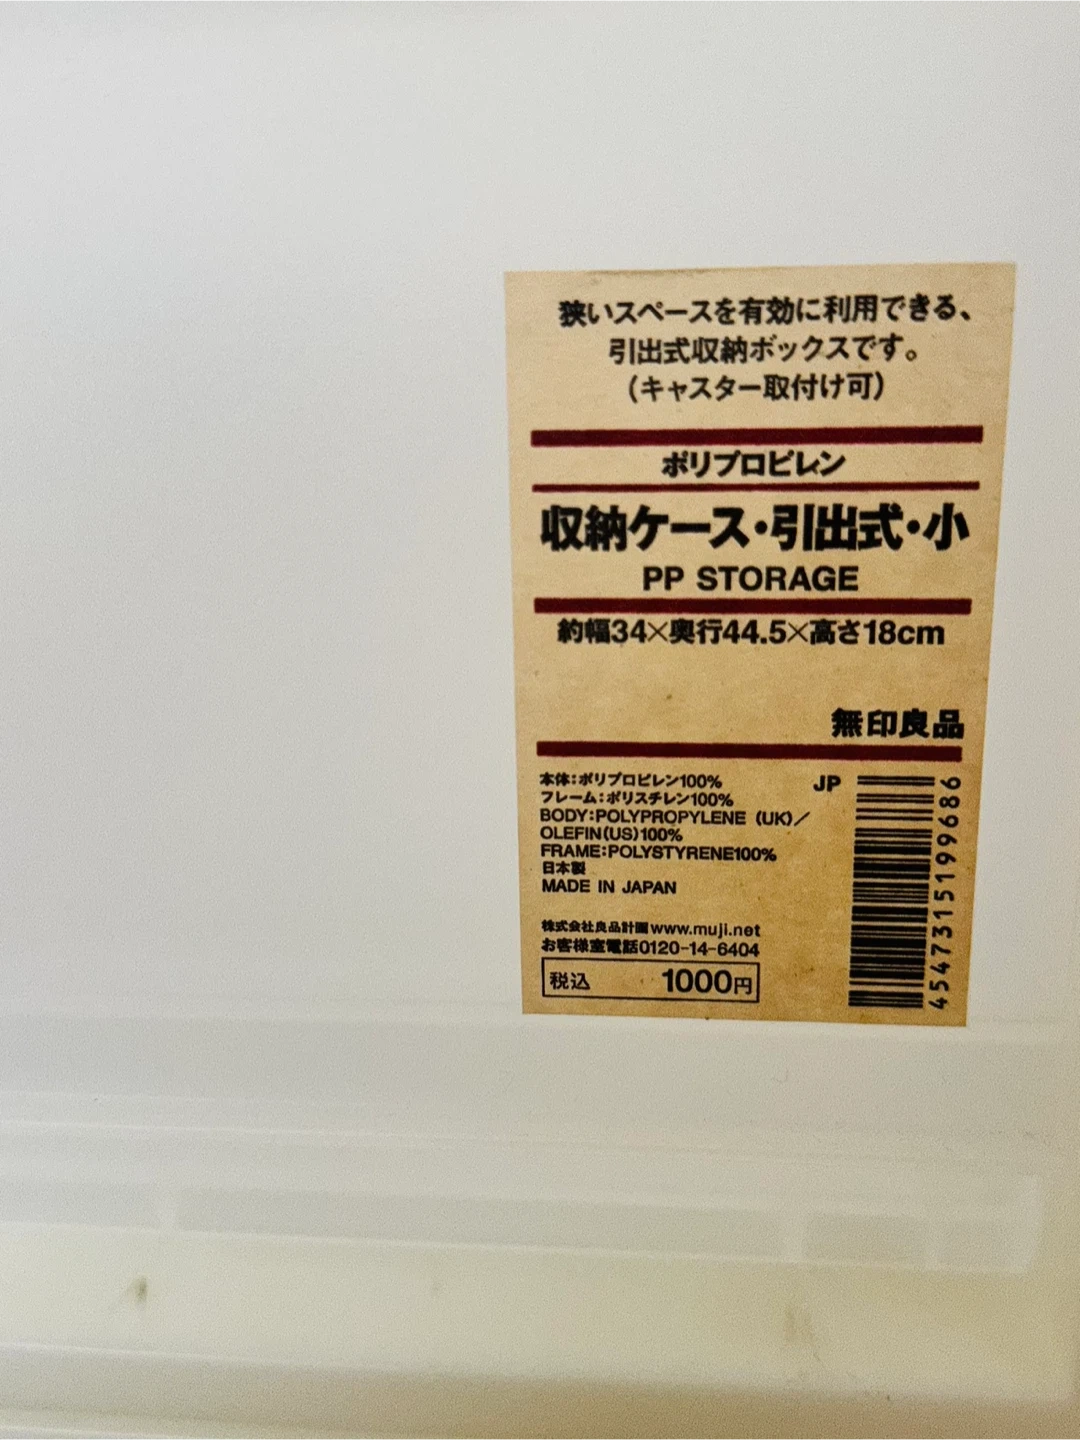 狭いスペースを有効に利用できる、
引出式収納ボックスです。
(キャスター取付け可)
ポリプロピレン
収納ケース・引出式・小
PP STORAGE
約幅34×奥行44.5×高さ18cm
無印良品
本体:ポリプロピレン100%
フレーム:ポリスチレン100%
BODY:POLYPROPYLENE (UK)/
OLEFIN(US)100%
FRAME:POLYSTYRENE100%
日本製
MADE IN JAPAN
株式会社良品計画www.muji.net
お客様室電話0120-14-6404
税込 1000円
JP
4547315199686